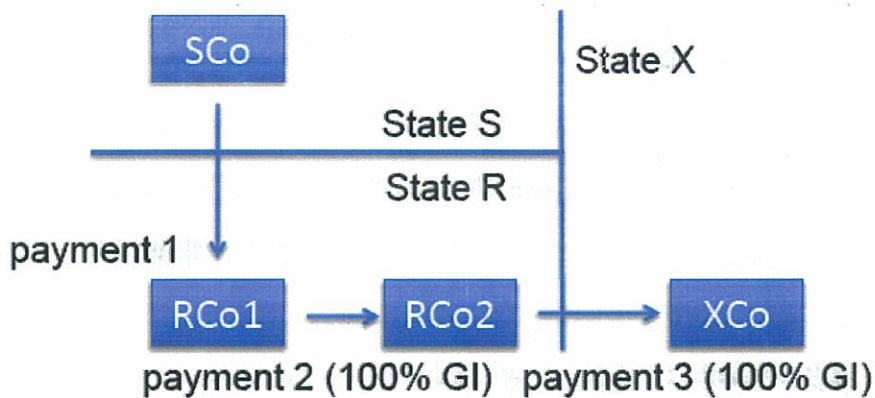 SCo
State X
State S
State R
payment 1
RCo1
RCo2
XCo
payment 2 (100% GI)
payment 3 (100% GI)